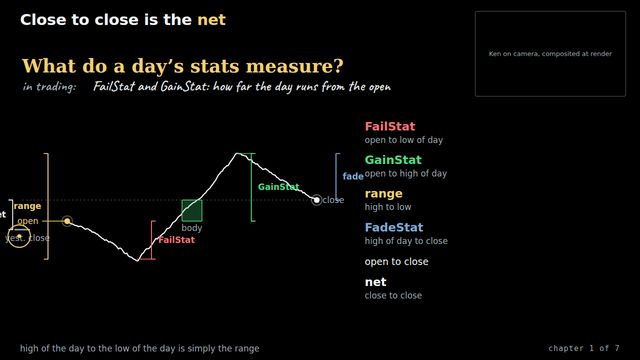 Close to close is the net
Ken on camera, composited at render
What do a day's stats measure?
in trading: FailStat and GainStat: how far the day runs from the open
FailStat
open to low of day
GainStat
open to high of day
range
high to low
FadeStat
high of day to close
open to close
net
close to close
fade
GainStat
close
range
open
yest. close
body
FailStat
high of the day to the low of the day is simply the range
chapter 1 of 7